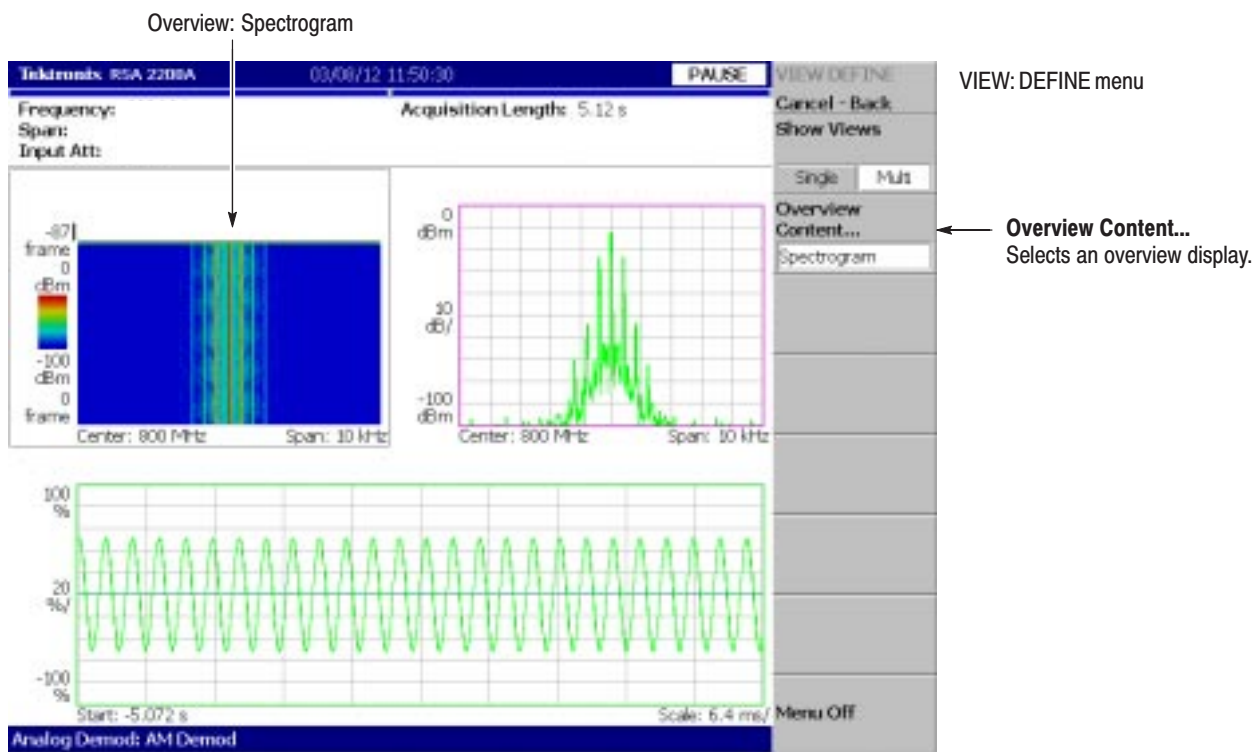 Overview: Spectrogram
Tektronix RSA 2200A
03/08/12 11:50:30
PAUSE
VIEW DEFINE
VIEW: DEFINE menu
Frequency:
Span:
Input Att:
Acquisition Length: 5.12 s
Cancel - Back
Show Views
Single
Mult
Overview
Content...
Spectrogram
Overview Content...
Selects an overview display.
-87
frame
0
dBm
-100
dBm
0
frame
Center: 800 MHz
Span: 10 kHz
0
dBm
10
dB/
-100
dBm
Center: 800 MHz
Span: 10 kHz
100
%
20
%/
-100
%
Start: -5.072 s
Scale: 6.4 ms/
Menu Off
Analog Demod: AM Demod